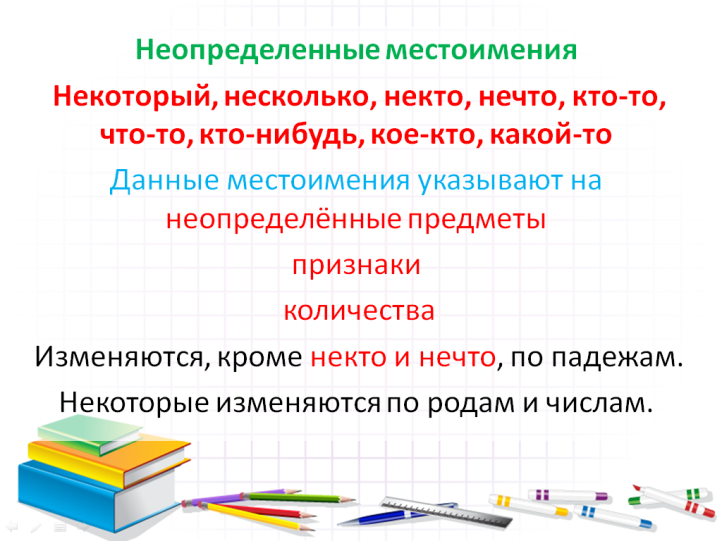 Неопределенные местоимения
Некоторый, несколько, некто, нечто, кто-то,
что-то, кто-нибудь, кое-кто, какой-то
Данные местоимения указывают на
неопределённые предметы
признаки
количества
Изменяются, кроме некто и нечто, по падежам.
Некоторые изменяются по родам и числам.